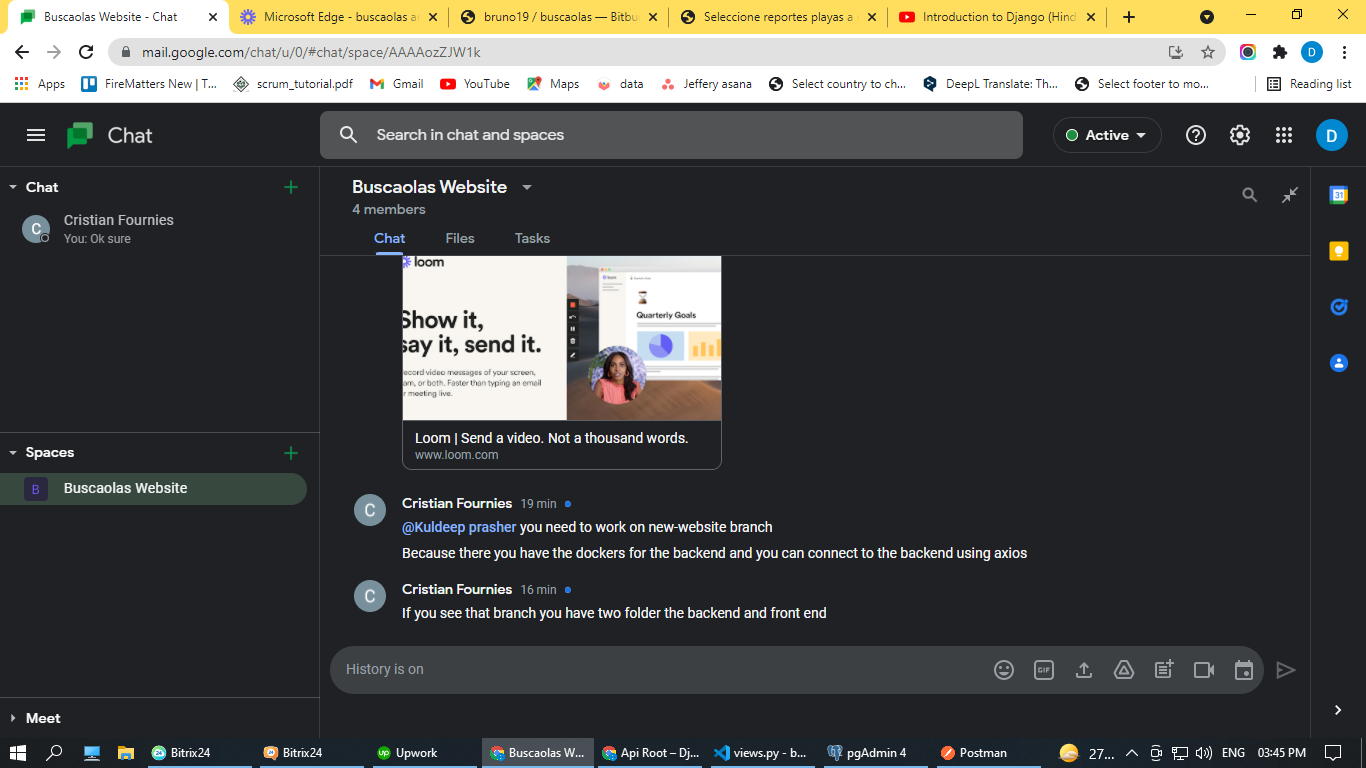 Buscaolas Website - Chat
Microsoft Edge - buscaolas a
bruno19 / buscaolas — Bitbu
Seleccione reportes playas a
Introduction to Django (Hind
mail.google.com/chat/u/0/#chat/space/AAAAozZJW1k
D
Apps
FireMatters New | T...
scrum_tutorial.pdf
Gmail
YouTube
Maps
data
Jeffery asana
Select country to ch...
DeepL Translate: Th...
Select footer to mo...
Reading list
Chat
Search in chat and spaces
Active
D
Chat
Cristian Fournies
C
You: Ok sure
Spaces
B
Buscaolas Website
Meet
Buscaolas Website
4 members
Chat
Files
Tasks
loom
Show it,
say it, send it.
ecord video messages of your screen,
am, or both. Faster than typing an email
r meeting live.
Quarterly Goals
Loom | Send a video. Not a thousand words.
www.loom.com
C
Cristian Fournies 19 min
@Kuldeep prasher you need to work on new-website branch
Because there you have the dockers for the backend and you can connect to the backend using axios
C
Cristian Fournies 16 min
If you see that branch you have two folder the backend and front end
History is on
GIF
31
Bitrix24
Bitrix24
up
Upwork
Buscaolas W...
Api Root – Dj...
views.py - b...
pgAdmin 4
Postman
27...
ENG
03:45 PM